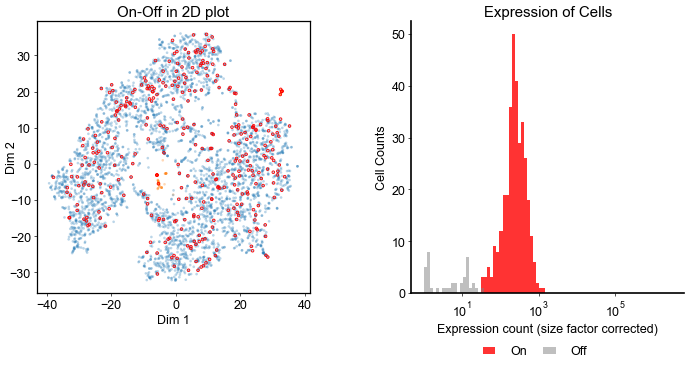 On-Off in 2D plot
Dim 2
30
20
10
0
−10
−20
−30
−40
−20
0
20
40
Dim 1
Expression of Cells
Cell Counts
50
40
30
20
10
0
10^1
10^3
10^5
Expression count (size factor corrected)
On
Off